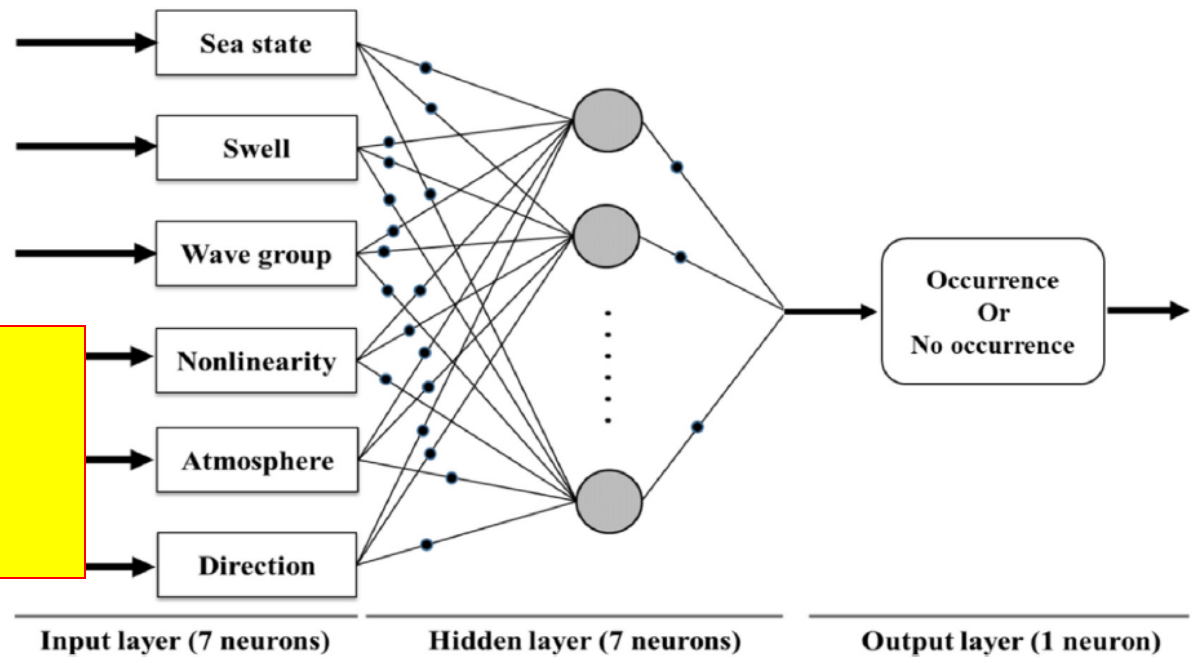 Sea state
Swell
Wave group
Nonlinearity
Atmosphere
Direction
Occurrence
Or
No occurrence
Input layer (7 neurons)
Hidden layer (7 neurons)
Output layer (1 neuron)